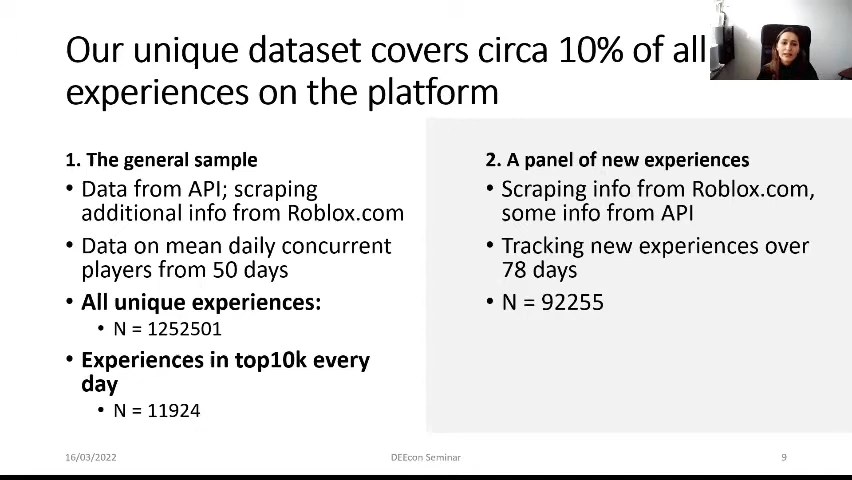 Our unique dataset covers circa 10% of all
experiences on the platform
1. The general sample
• Data from API; scraping
additional info from Roblox.com
• Data on mean daily concurrent
players from 50 days
• All unique experiences:
• N = 1252501
• Experiences in top10k every
day
• N = 11924
2. A panel of new experiences
• Scraping info from Roblox.com,
some info from API
• Tracking new experiences over
78 days
• N = 92255
16/03/2022
DEEcon Seminar
9